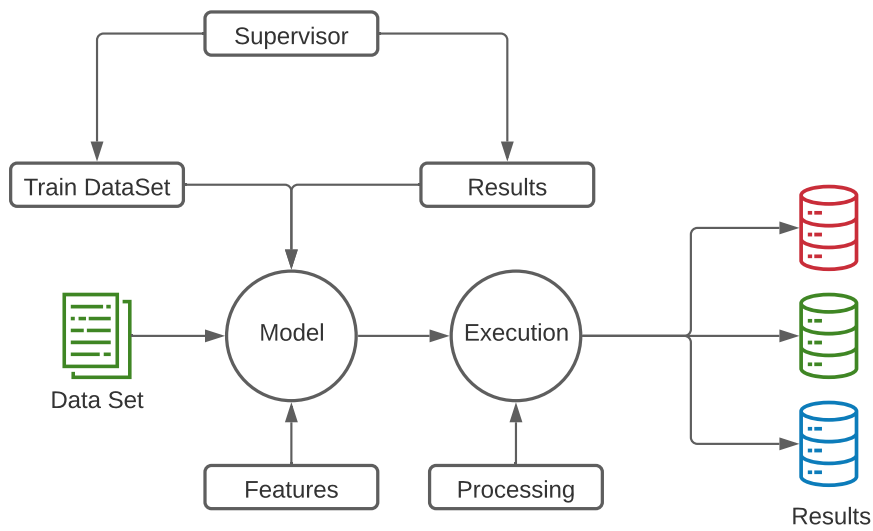 Supervisor
Train DataSet
Results
Model
Execution
Data Set
Features
Processing
Results